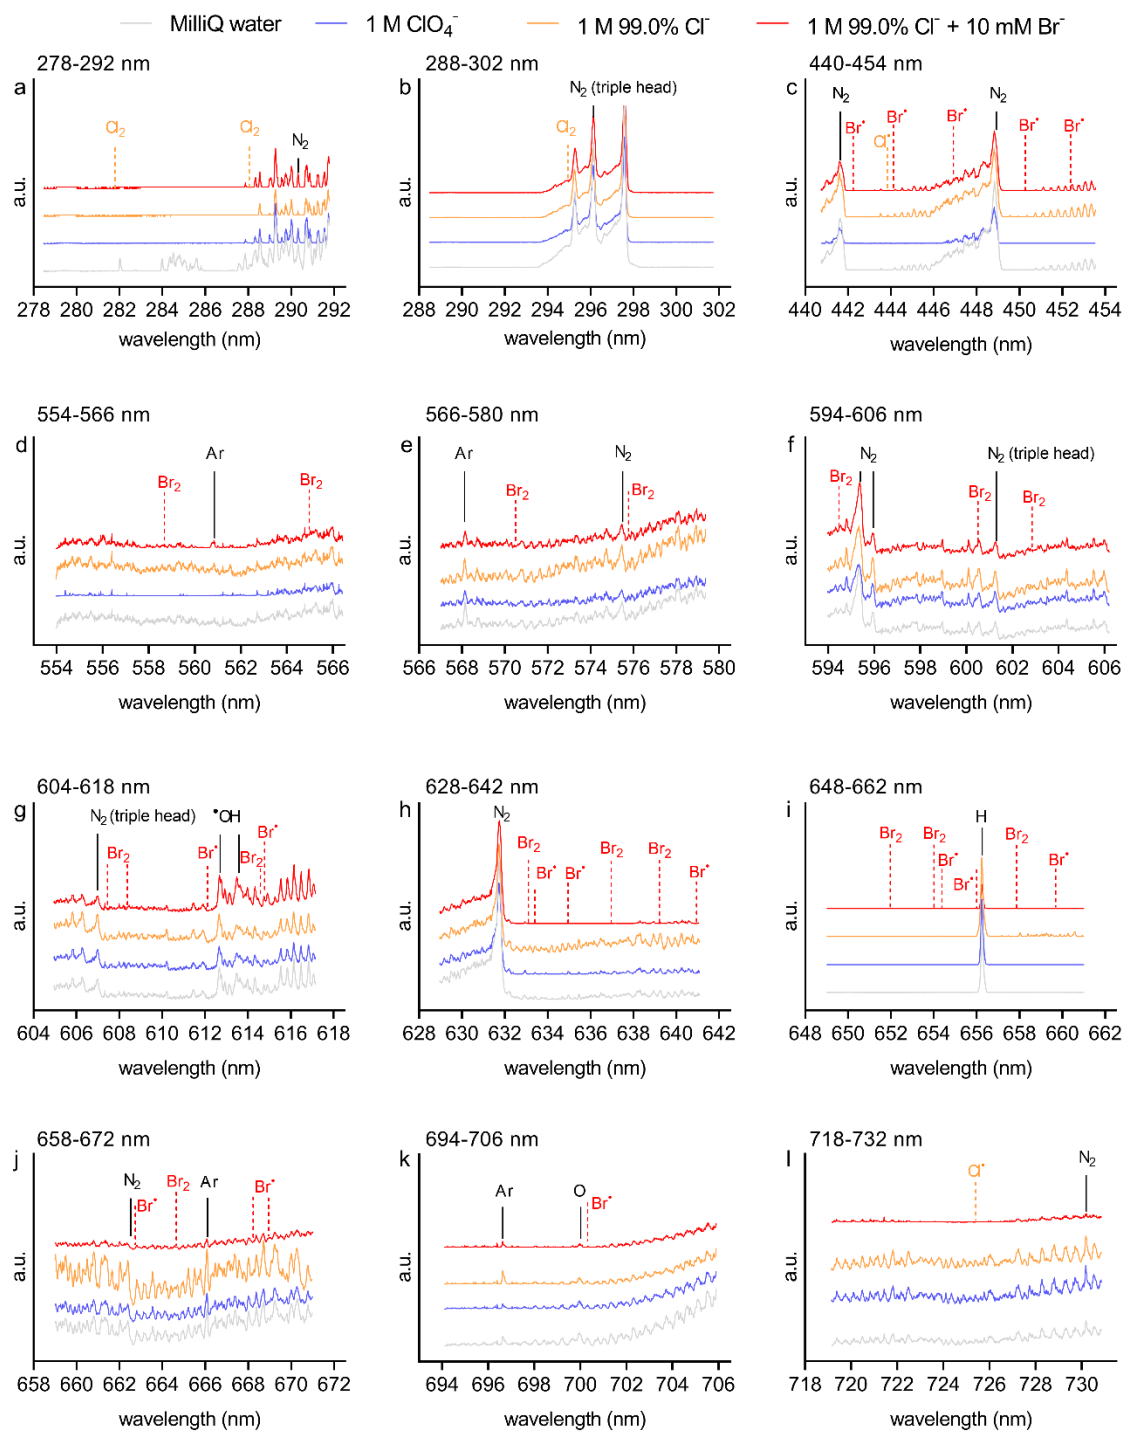 MilliQ water 1 M ClO₄⁻ 1 M 99.0% Cl⁻ 1 M 99.0% Cl⁻ + 10 mM Br⁻
278-292 nm
a
Cl₂ Cl₂ N₂
a.u.
278 280 282 284 286 288 290 292
wavelength (nm)
288-302 nm
b
N₂ (triple head)
Cl₂
a.u.
288 290 292 294 296 298 300 302
wavelength (nm)
440-454 nm
c
N₂ N₂
Br• Br• Br• Br• Br•
Cl•
a.u.
440 442 444 446 448 450 452 454
wavelength (nm)
554-566 nm
d
Ar
Br₂ Br₂
a.u.
554 556 558 560 562 564 566
wavelength (nm)
566-580 nm
e
Ar N₂
Br₂ Br₂
a.u.
566 568 570 572 574 576 578 580
wavelength (nm)
594-606 nm
f
N₂ N₂ (triple head)
Br₂ Br₂ Br₂
a.u.
594 596 598 600 602 604 606
wavelength (nm)
604-618 nm
g
N₂ (triple head) •OH
Br₂ Br• Br₂ Br•
a.u.
604 606 608 610 612 614 616 618
wavelength (nm)
628-642 nm
h
N₂
Br₂ Br₂ Br₂
Br• Br• Br•
a.u.
628 630 632 634 636 638 640 642
wavelength (nm)
648-662 nm
i
H
Br₂ Br₂ Br₂
Br• Br• Br•
a.u.
648 650 652 654 656 658 660 662
wavelength (nm)
658-672 nm
j
N₂ Br₂ Ar Br•
Br•
a.u.
658 660 662 664 666 668 670 672
wavelength (nm)
694-706 nm
k
Ar O Br•
a.u.
694 696 698 700 702 704 706
wavelength (nm)
718-732 nm
l
Cl• N₂
a.u.
718 720 722 724 726 728 730
wavelength (nm)